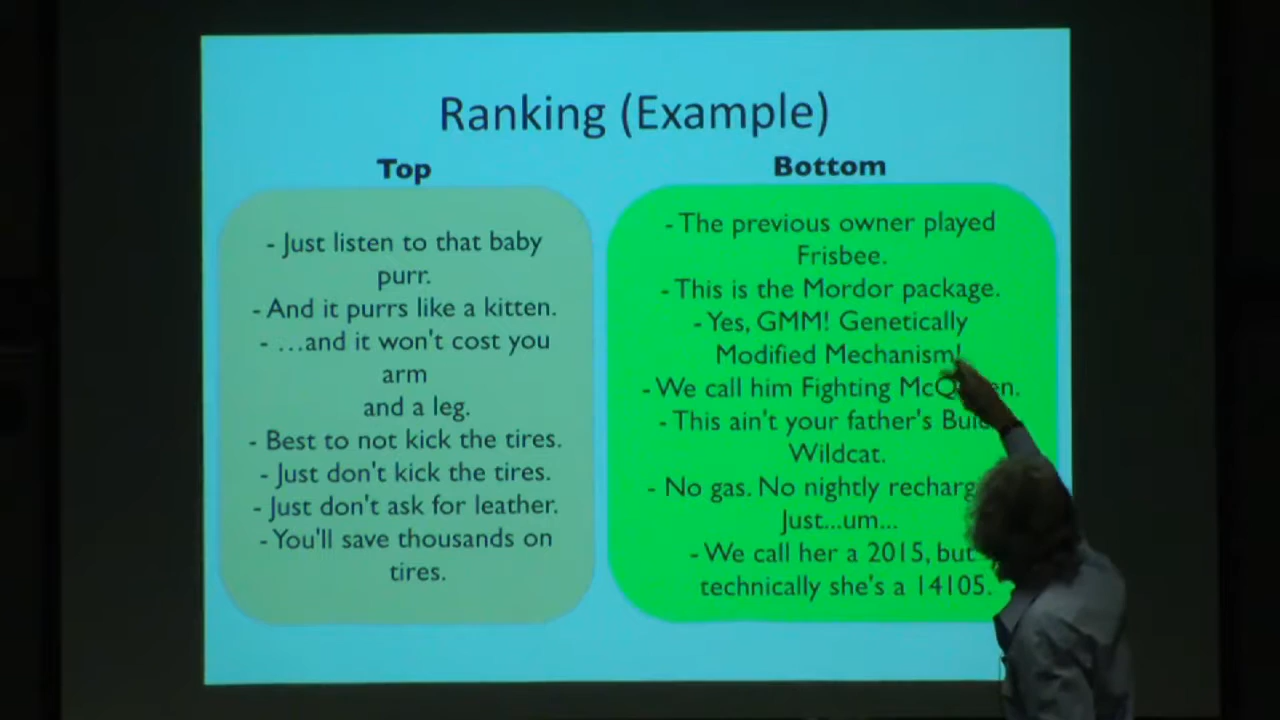 Ranking (Example)
Top
- Just listen to that baby
purr.
- And it purrs like a kitten.
- ...and it won't cost you
arm
and a leg.
- Best to not kick the tires.
- Just don't kick the tires.
- Just don't ask for leather.
- You'll save thousands on
tires.
Bottom
- The previous owner played
Frisbee.
- This is the Mordor package.
- Yes, GMM! Genetically
Modified Mechanism!
- We call him Fighting
- This ain't your father's
Wildcat.
- No gas. No nightly
Just...um...
- We call her a 2015, but
technically she's a 14105.